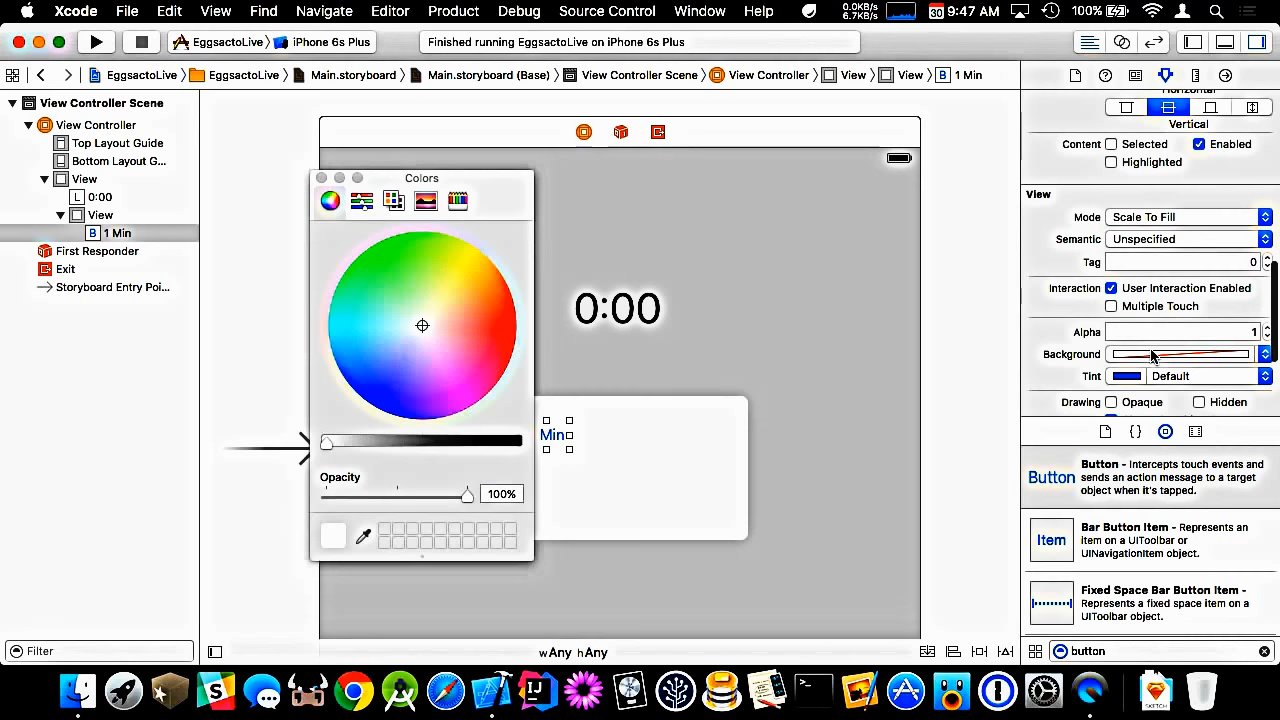 Xcode File Edit View Find Navigate Editor Product Debug Source Control Window Help 0.0KB/s 6.7KB/s 30 9:47 AM 100%
EggsactoLive iPhone 6s Plus Finished running EggsactoLive on iPhone 6s Plus
EggsactoLive EggsactoLive Main.storyboard Main.storyboard (Base) View Controller Scene View Controller View View B 1 Min
View Controller Scene
View Controller
Top Layout Guide
Bottom Layout G...
View
L 0:00
View
B 1 Min
First Responder
Exit
Storyboard Entry Poi...
Filter
Colors
Opacity
100%
0:00
Min
wAny hAny
Horizontal
Vertical
Content Selected Enabled
Highlighted
View
Mode Scale To Fill
Semantic Unspecified
Tag 0
Interaction User Interaction Enabled
Multiple Touch
Alpha 1
Background
Tint Default
Drawing Opaque Hidden
Button
Button - Intercepts touch events and
sends an action message to a target
object when it's tapped.
Item
Bar Button Item - Represents an
item on a UIToolbar or
UINavigationItem object.
Fixed Space Bar Button Item -
Represents a fixed space item on a
UIToolbar object.
button
SKETCH